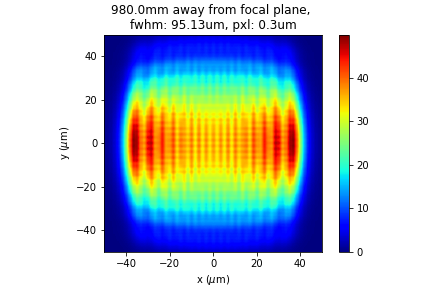 980.0mm away from focal plane,
fwhm: 95.13um, pxl: 0.3um
40
20
0
−20
−40
y (μm)
−40 −20 0 20 40
x (μm)
40
30
20
10
0